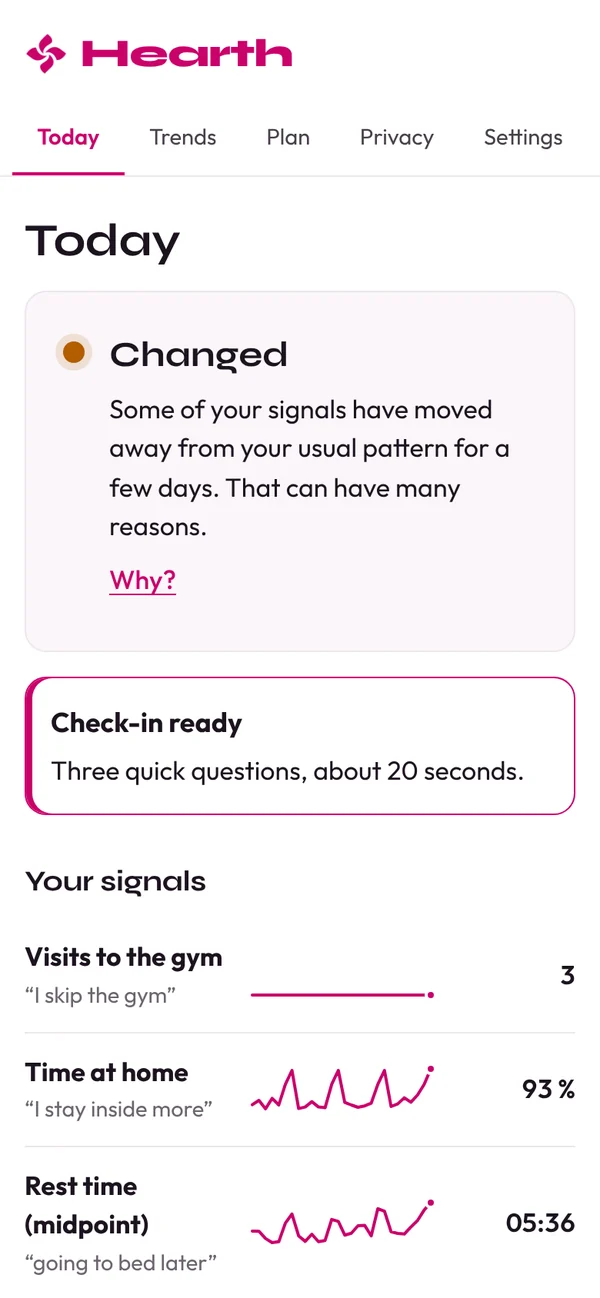 Hearth
Today Trends Plan Privacy Settings
Today
Changed
Some of your signals have moved
away from your usual pattern for a
few days. That can have many
reasons.
Why?
Check-in ready
Three quick questions, about 20 seconds.
Your signals
Visits to the gym
“I skip the gym”
3
Time at home
“I stay inside more”
93 %
Rest time
(midpoint)
“going to bed later”
05:36